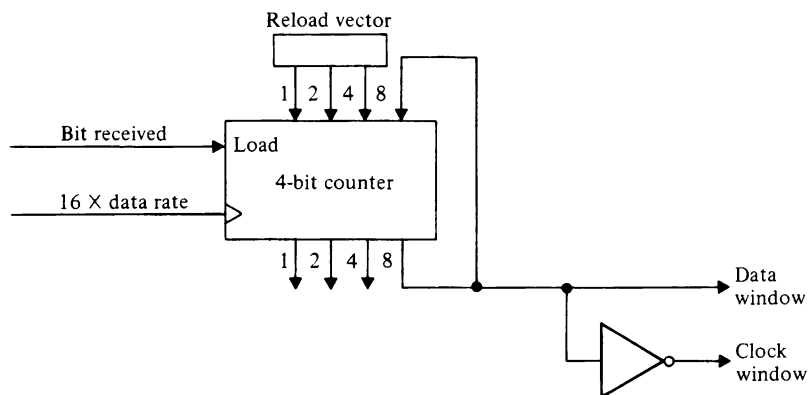 Reload vector
1 2 4 8
Bit received
Load
4-bit counter
16 X data rate
1 2 4 8
Data
window
Clock
window